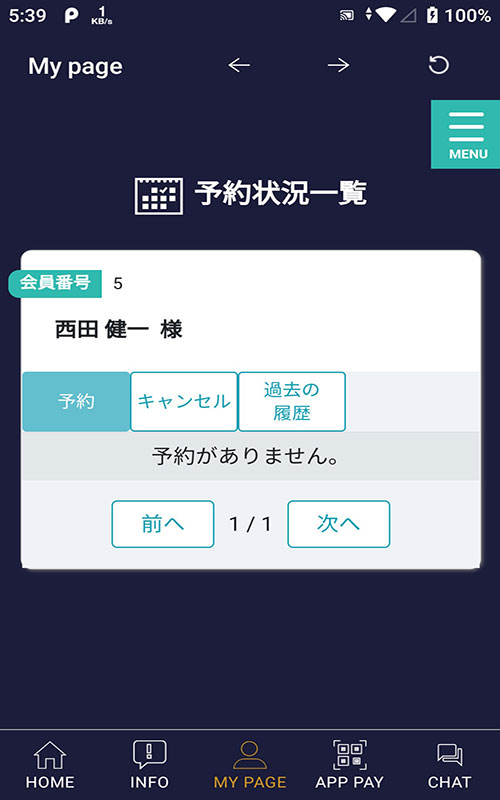 5:39 1 KB/s 100%
My page
MENU
予約状況一覧
会員番号 5
西田 健一 様
予約 キャンセル 過去の
履歴
予約がありません。
前へ 1 / 1 次へ
HOME INFO MY PAGE APP PAY CHAT